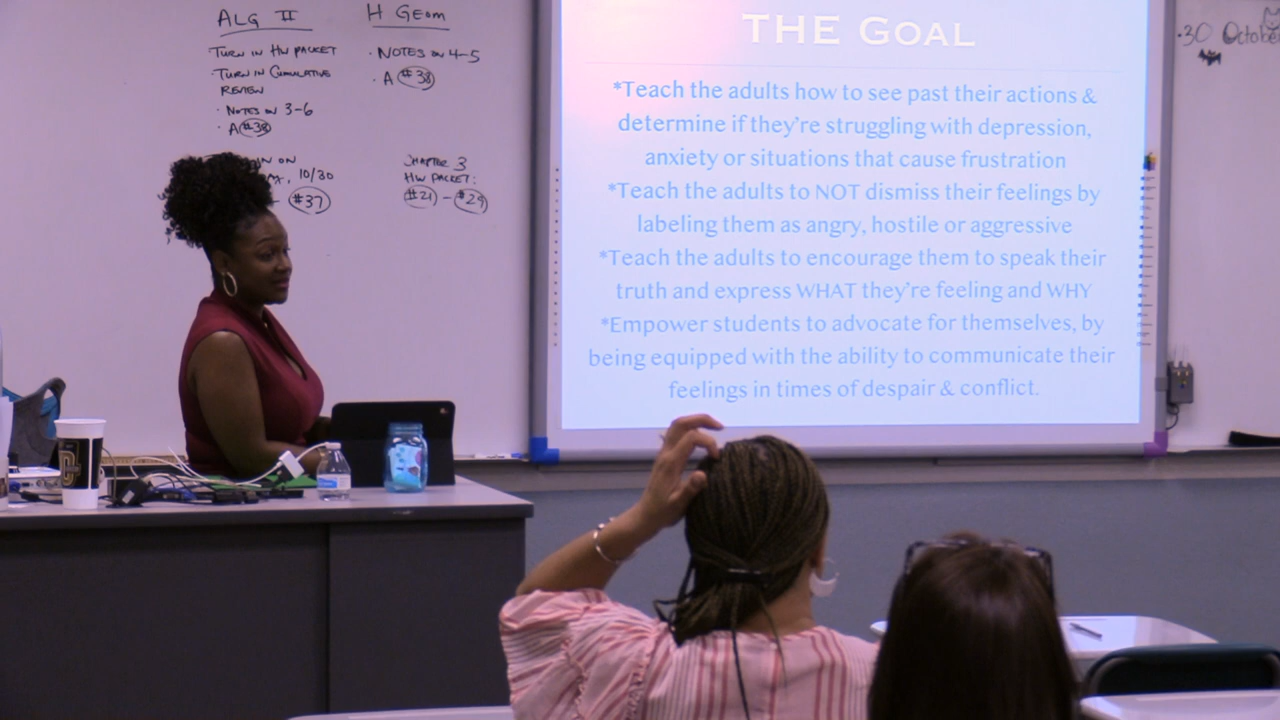 ALG II
TURN IN HW PACKET
· TURN IN CUMULATIVE
REVIEW
· NOTES ON 3-6
· A #38
IN ON
10/30
- #37
H GEOM
· NOTES ON 4-5
· A #38
CHAPTER 3
HW PACKET:
#21 - #29
THE GOAL
*Teach the adults how to see past their actions &
determine if they're struggling with depression,
anxiety or situations that cause frustration
*Teach the adults to NOT dismiss their feelings by
labeling them as angry, hostile or aggressive
*Teach the adults to encourage them to speak their
truth and express WHAT they're feeling and WHY
*Empower students to advocate for themselves, by
being equipped with the ability to communicate their
feelings in times of despair & conflict.
30 October